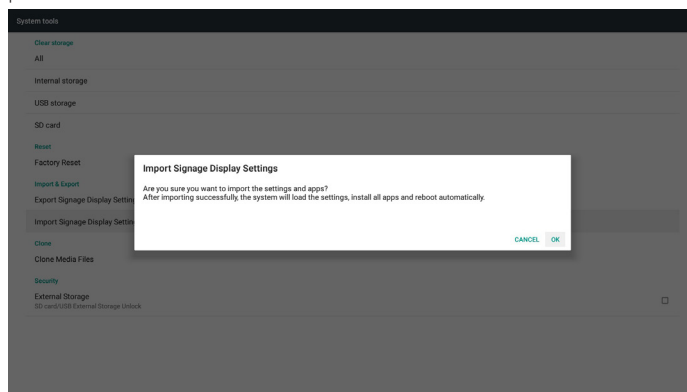 System tools
Clear storage
All
Internal storage
USB storage
SD card
Reset
Factory Reset
Import & Export
Export Signage Display Setting
Import Signage Display Settin
Clone
Clone Media Files
Security
External Storage
SD card/USB External Storage Unlock
Import Signage Display Settings
Are you sure you want to import the settings and apps?
After importing successfully, the system will load the settings, install all apps and reboot automatically.
CANCEL OK